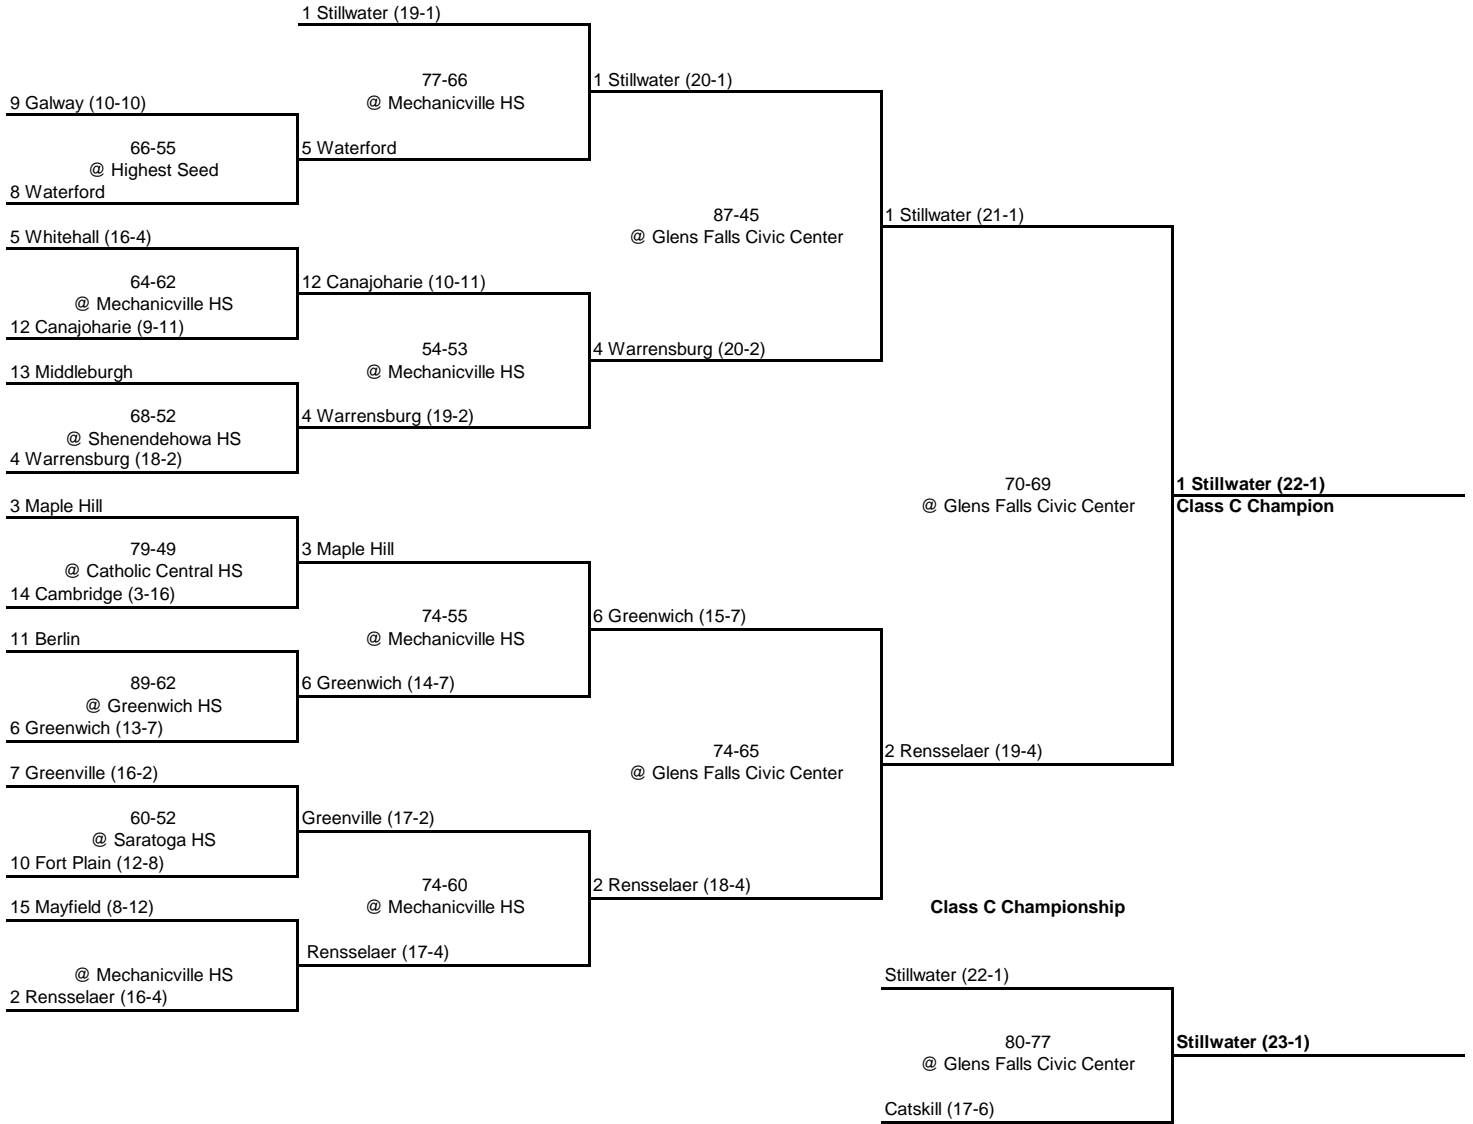 1 Stillwater (19-1)
77-66
@ Mechanicville HS
1 Stillwater (20-1)
9 Galway (10-10)
66-55
@ Highest Seed
5 Waterford
8 Waterford
87-45
@ Glens Falls Civic Center
1 Stillwater (21-1)
5 Whitehall (16-4)
64-62
@ Mechanicville HS
12 Canajoharie (10-11)
12 Canajoharie (9-11)
54-53
@ Mechanicville HS
4 Warrensburg (20-2)
13 Middleburgh
68-52
@ Shenendehowa HS
4 Warrensburg (19-2)
4 Warrensburg (18-2)
70-69
@ Glens Falls Civic Center
1 Stillwater (22-1)
Class C Champion
3 Maple Hill
79-49
@ Catholic Central HS
3 Maple Hill
14 Cambridge (3-16)
74-55
@ Mechanicville HS
6 Greenwich (15-7)
11 Berlin
89-62
@ Greenwich HS
6 Greenwich (14-7)
6 Greenwich (13-7)
74-65
@ Glens Falls Civic Center
2 Rensselaer (19-4)
7 Greenville (16-2)
60-52
@ Saratoga HS
Greenville (17-2)
10 Fort Plain (12-8)
74-60
@ Mechanicville HS
2 Rensselaer (18-4)
15 Mayfield (8-12)
@ Mechanicville HS
Rensselaer (17-4)
2 Rensselaer (16-4)
Class C Championship
Stillwater (22-1)
80-77
@ Glens Falls Civic Center
Stillwater (23-1)
Catskill (17-6)